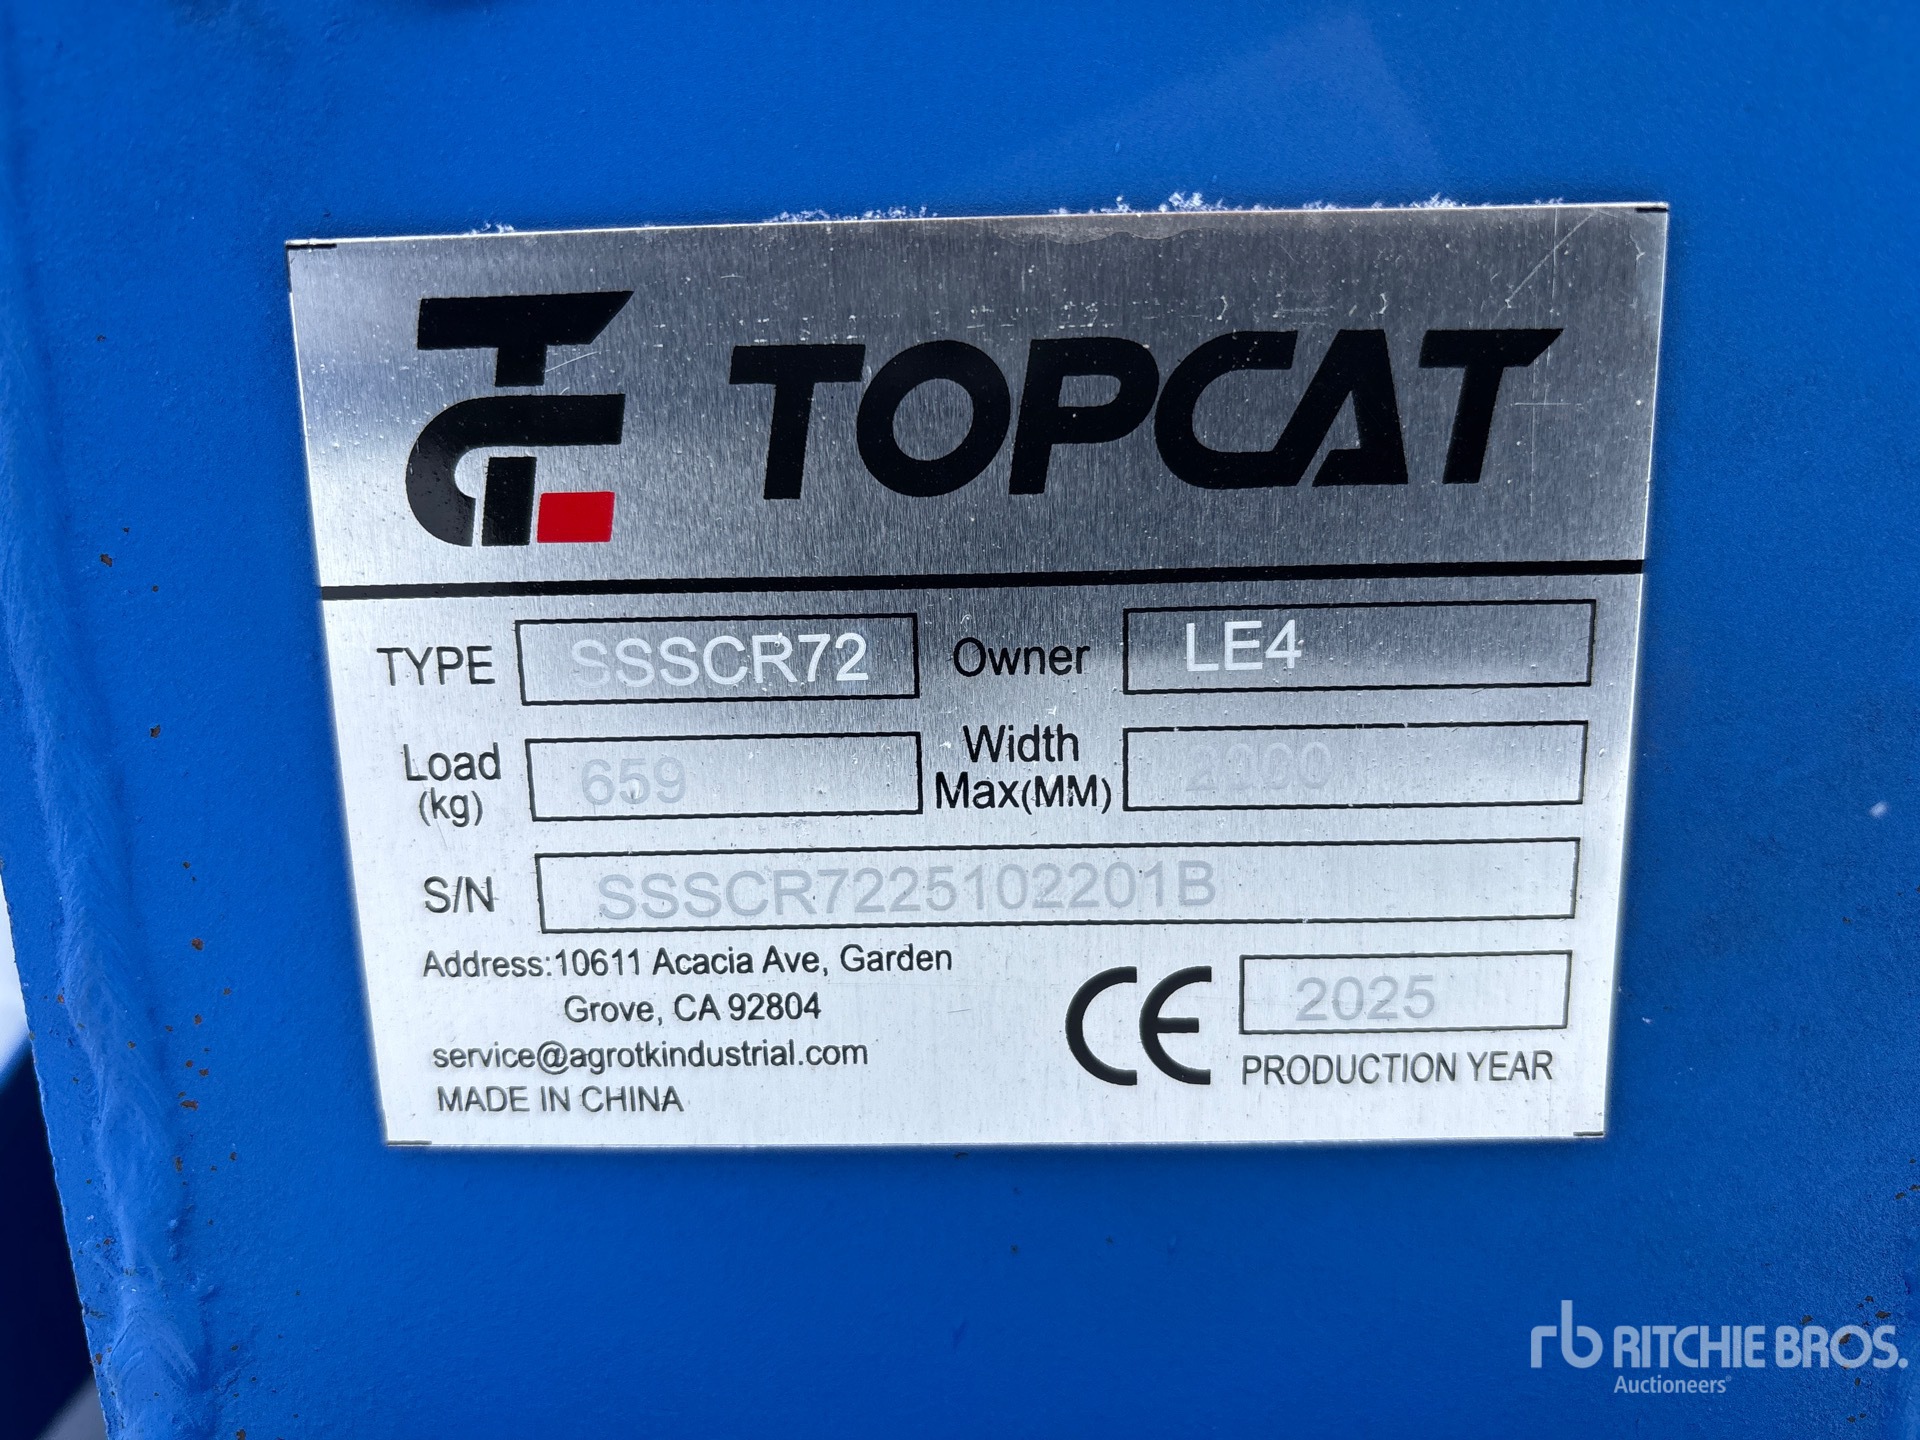 TOPCAT
TYPE SSSCR72 Owner LE4
Load (kg) 659 Width Max(MM) 2000
S/N SSSCR7225102201B
Address:10611 Acacia Ave, Garden
Grove, CA 92804
service@agrotkindustrial.com
MADE IN CHINA
CE 2025
PRODUCTION YEAR
rb RITCHIE BROS.
Auctioneers